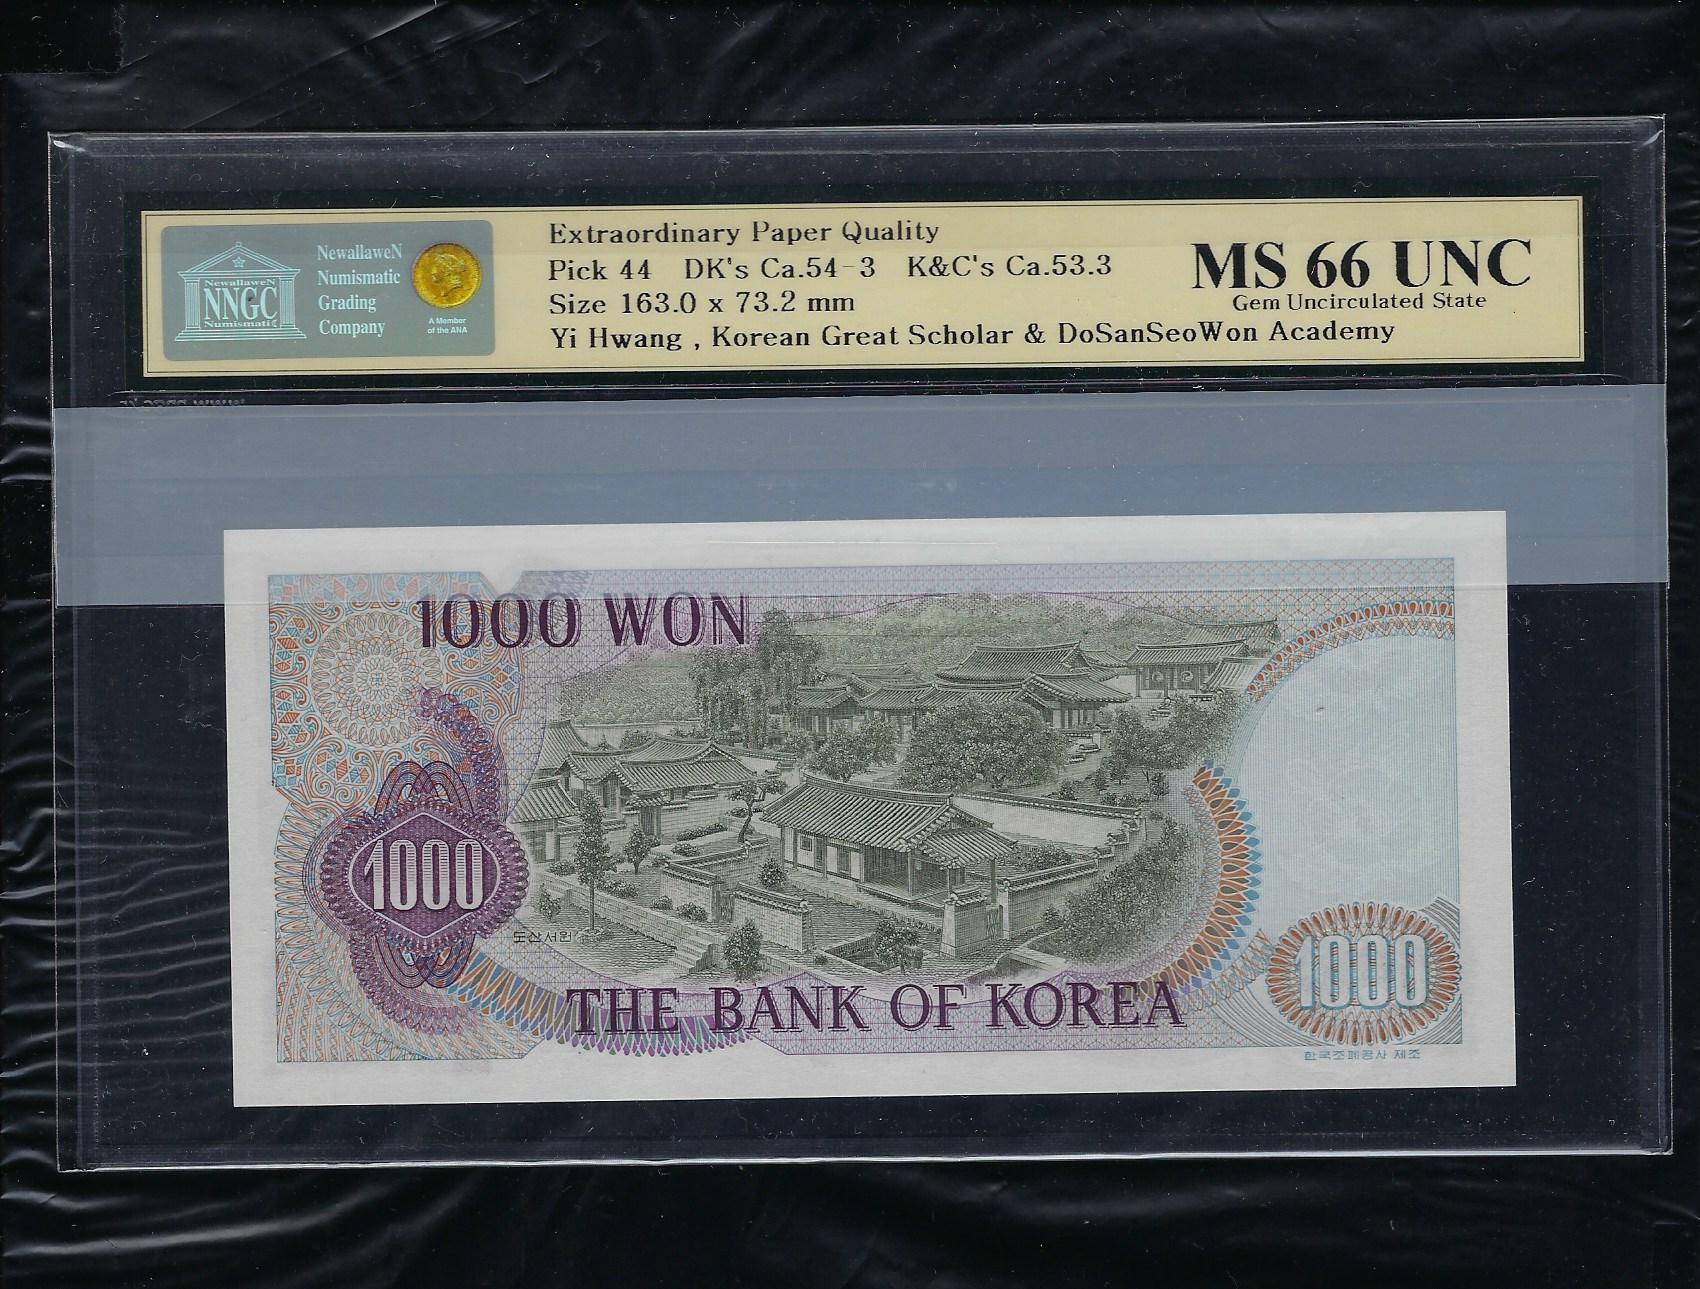 NewallaweN
NNGC
Numismatic
NewallaweN
Numismatic
Grading
Company
A Member
of the ANA
Extraordinary Paper Quality
Pick 44 DK's Ca.54-3 K&C's Ca.53.3
Size 163.0 x 73.2 mm
Yi Hwang , Korean Great Scholar & DoSanSeoWon Academy
MS 66 UNC
Gem Uncirculated State
1000 WON
1000
도산서원
THE BANK OF KOREA
1000
한국조폐공사 제조